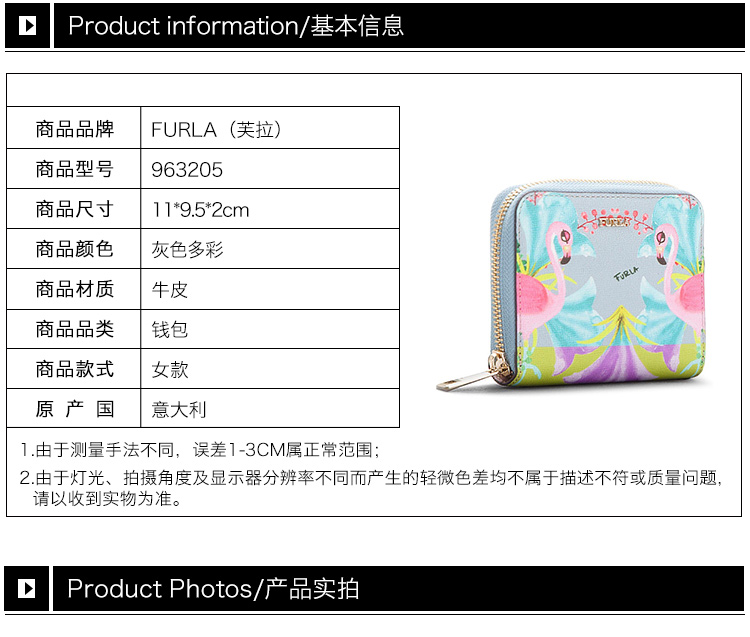 Product information/基本信息
商品品牌 FURLA（芙拉）
商品型号 963205
商品尺寸 11*9.5*2cm
商品颜色 灰色多彩
商品材质 牛皮
商品品类 钱包
商品款式 女款
原 产 国 意大利
FURLA
FURLA
1.由于测量手法不同，误差1-3CM属正常范围；
2.由于灯光、拍摄角度及显示器分辨率不同而产生的轻微色差均不属于描述不符或质量问题，
请以收到实物为准。
Product Photos/产品实拍